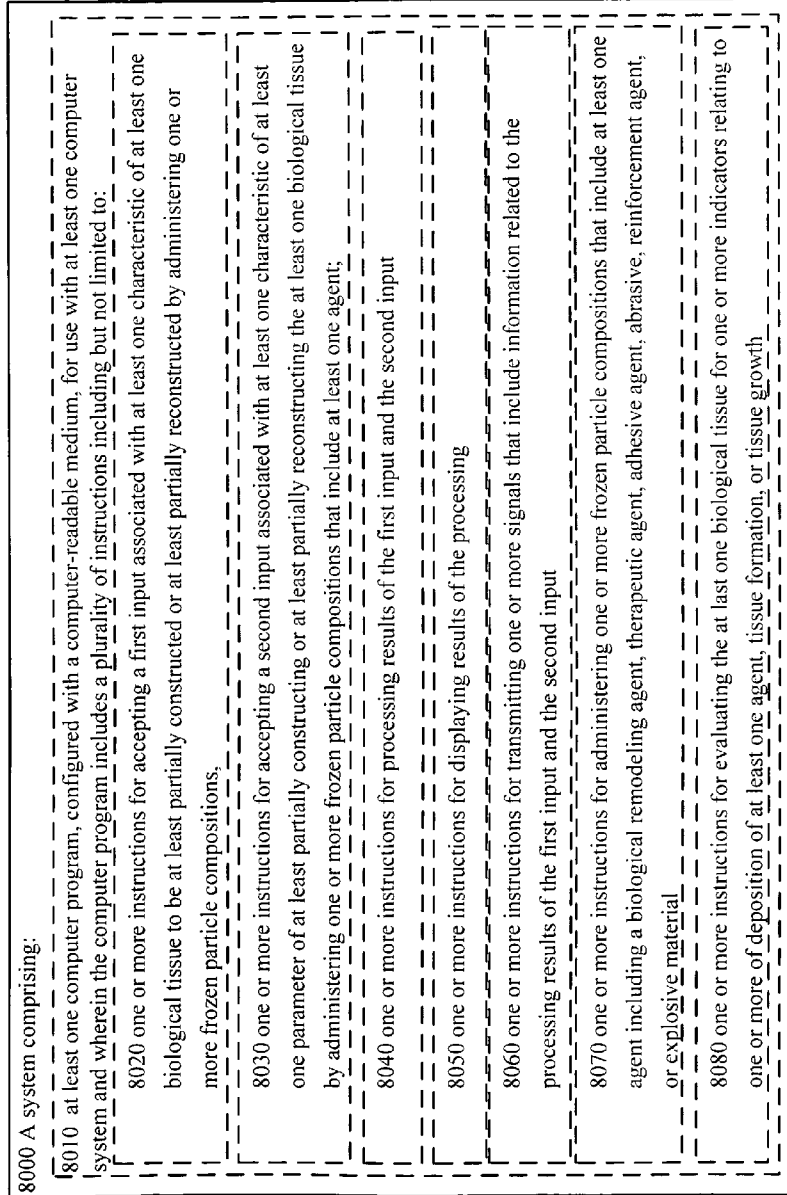 8000 A system comprising:
8010 at least one computer program, configured with a computer-readable medium, for use with at least one computer
system and wherein the computer program includes a plurality of instructions including but not limited to:
8020 one or more instructions for accepting a first input associated with at least one characteristic of at least one
biological tissue to be at least partially constructed or at least partially reconstructed by administering one or
more frozen particle compositions,
8030 one or more instructions for accepting a second input associated with at least one characteristic of at least
one parameter of at least partially constructing or at least partially reconstructing the at least one biological tissue
by administering one or more frozen particle compositions that include at least one agent;
8040 one or more instructions for processing results of the first input and the second input
8050 one or more instructions for displaying results of the processing
8060 one or more instructions for transmitting one or more signals that include information related to the
processing results of the first input and the second input
8070 one or more instructions for administering one or more frozen particle compositions that include at least one
agent including a biological remodeling agent, therapeutic agent, adhesive agent, abrasive, reinforcement agent,
or explosive material
8080 one or more instructions for evaluating the at last one biological tissue for one or more indicators relating to
one or more of deposition of at least one agent, tissue formation, or tissue growth